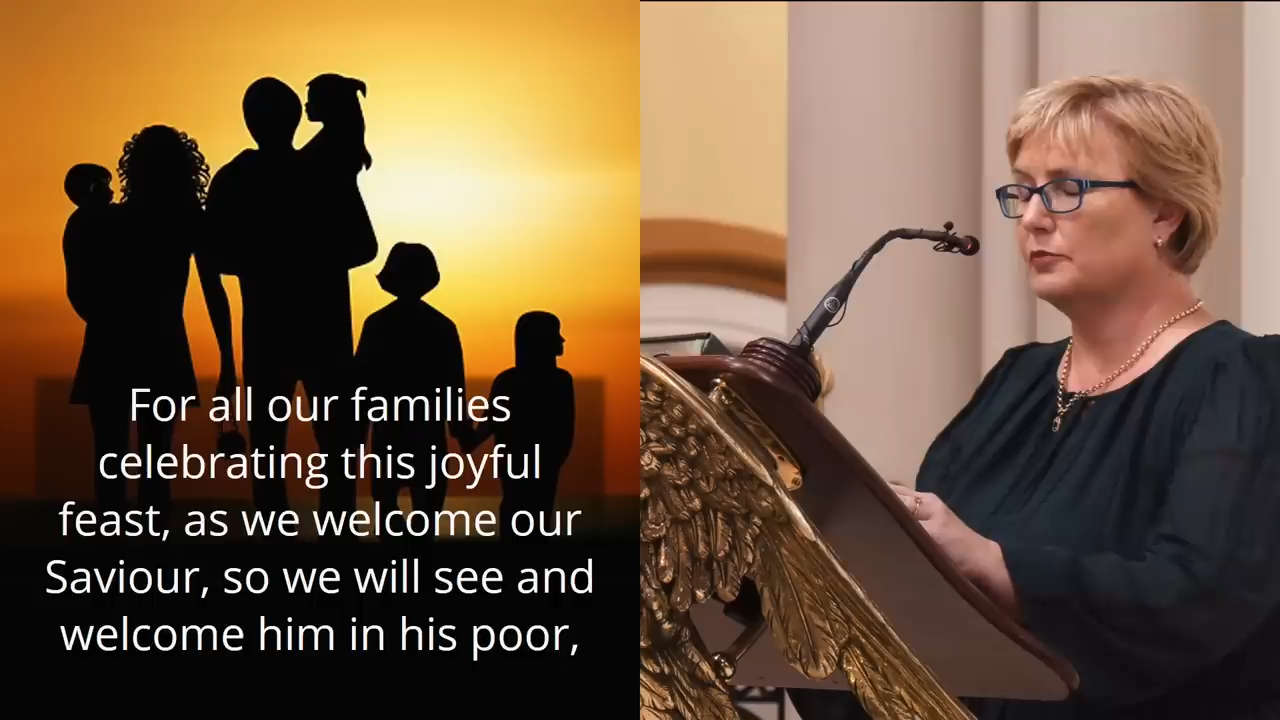 For all our families
celebrating this joyful
feast, as we welcome our
Saviour, so we will see and
welcome him in his poor,